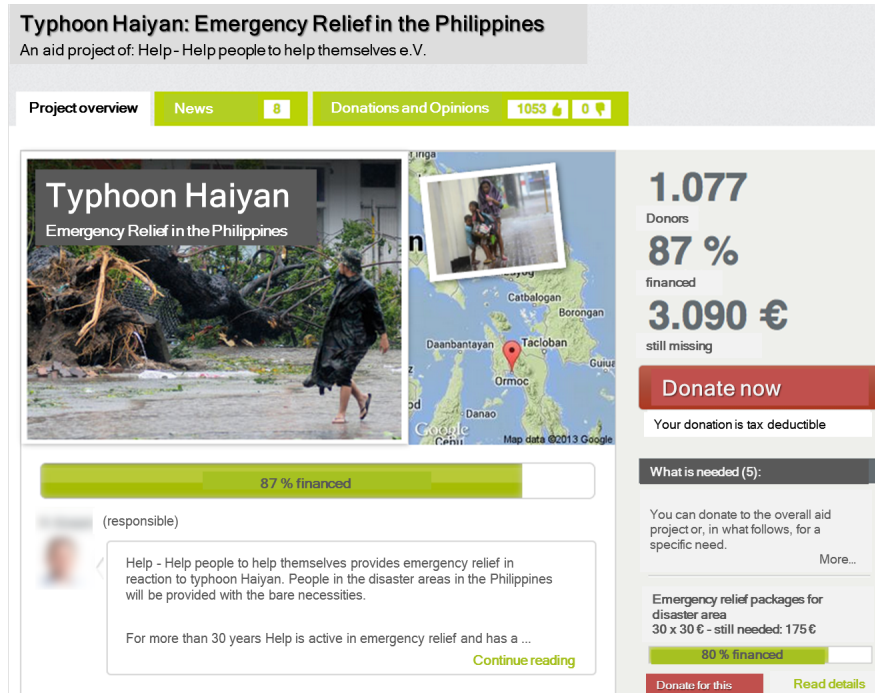 Typhoon Haiyan: Emergency Relief in the Philippines
An aid project of: Help - Help people to help themselves e.V.
Project overview
News 8
Donations and Opinions 1053 0
Typhoon Haiyan
Emergency Relief in the Philippines
Catbalogan
Borongan
Daanbantayan
Tacloban
Ormoc
Danao
Google
Cebu
Map data ©2013 Google
87 % financed
(responsible)
Help - Help people to help themselves provides emergency relief in
reaction to typhoon Haiyan. People in the disaster areas in the Philippines
will be provided with the bare necessities.
For more than 30 years Help is active in emergency relief and has a ...
Continue reading
1.077
Donors
87 %
financed
3.090 €
still missing
Donate now
Your donation is tax deductible
What is needed (5):
You can donate to the overall aid
project or, in what follows, for a
specific need.
More...
Emergency relief packages for
disaster area
30 x 30 € - still needed: 175 €
80 % financed
Donate for this
Read details